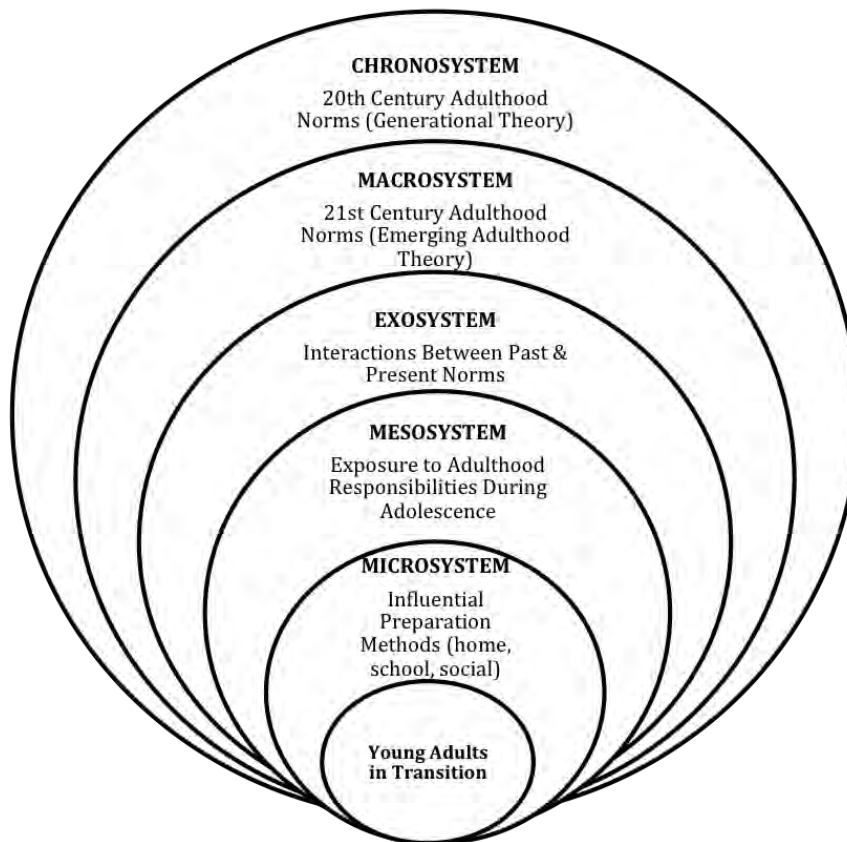 CHRONOSYSTEM
20th Century Adulthood
Norms (Generational Theory)
MACROSYSTEM
21st Century Adulthood
Norms (Emerging Adulthood
Theory)
EXOSYSTEM
Interactions Between Past &
Present Norms
MESOSYSTEM
Exposure to Adulthood
Responsibilities During
Adolescence
MICROSYSTEM
Influential
Preparation
Methods (home,
school, social)
Young Adults
in Transition